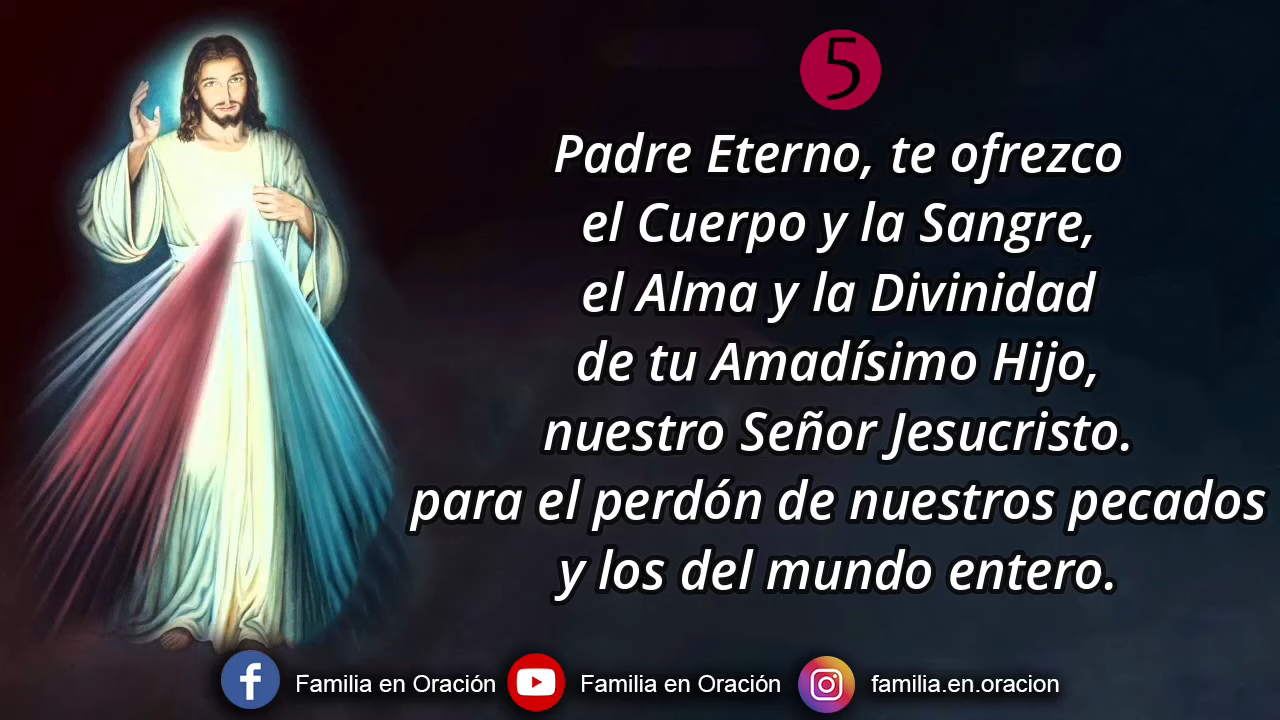 5
Padre Eterno, te ofrezco
el Cuerpo y la Sangre,
el Alma y la Divinidad
de tu Amadísimo Hijo,
nuestro Señor Jesucristo.
para el perdón de nuestros pecados
y los del mundo entero.
f Familia en Oración Familia en Oración familia.en.oracion